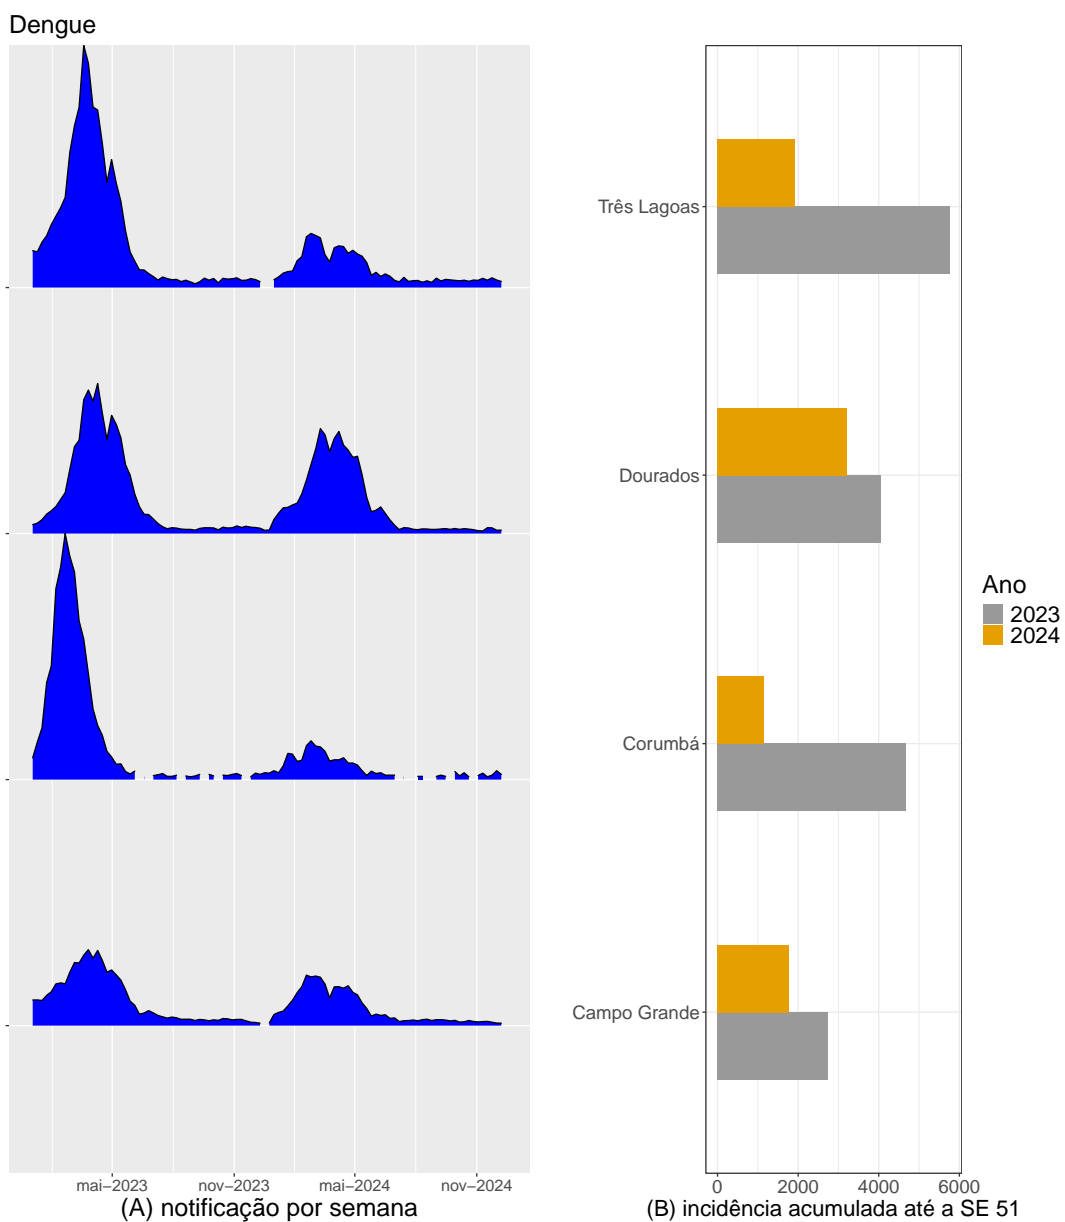 Dengue
Três Lagoas
Dourados
Corumbá
Campo Grande
Ano
2023
2024
mai−2023 nov−2023 mai−2024 nov−2024
0 2000 4000 6000
(A) notificação por semana
(B) incidência acumulada até a SE 51